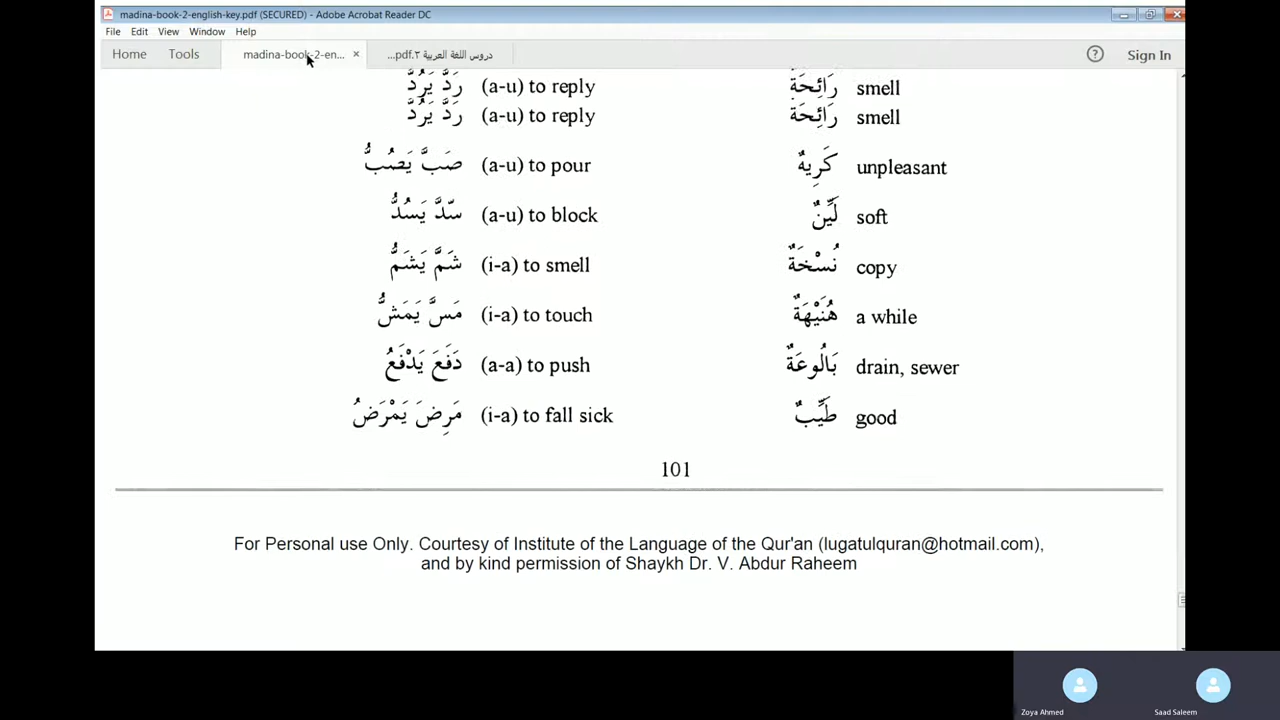 madina-book-2-english-key.pdf (SECURED) - Adobe Acrobat Reader DC
File Edit View Window Help
Home Tools madina-book-2-en... × دروس اللغة العربية ٣.pdf... ? Sign In
رَدَّ يَرُدَّ (a-u) to reply رَائِحَةٌ smell
رَدَّ يَرُدَّ (a-u) to reply رَائِحَةٌ smell
صَبَّ يَصُبُّ (a-u) to pour كَرِيهٌ unpleasant
سّدَّ يَسُدُّ (a-u) to block لَيِّنٌ soft
شَمَّ يَشَمُّ (i-a) to smell نُسْخَةٌ copy
مَسَّ يَمَشُّ (i-a) to touch هُنَيْهَةٌ a while
دَفَعَ يَدْفَعُ (a-a) to push بَالُوعَةٌ drain, sewer
مَرِضَ يَمْرَضُ (i-a) to fall sick طَيِّبٌ good
101
For Personal use Only. Courtesy of Institute of the Language of the Qur'an (lugatulquran@hotmail.com),
and by kind permission of Shaykh Dr. V. Abdur Raheem
Zoya Ahmed Saad Saleem